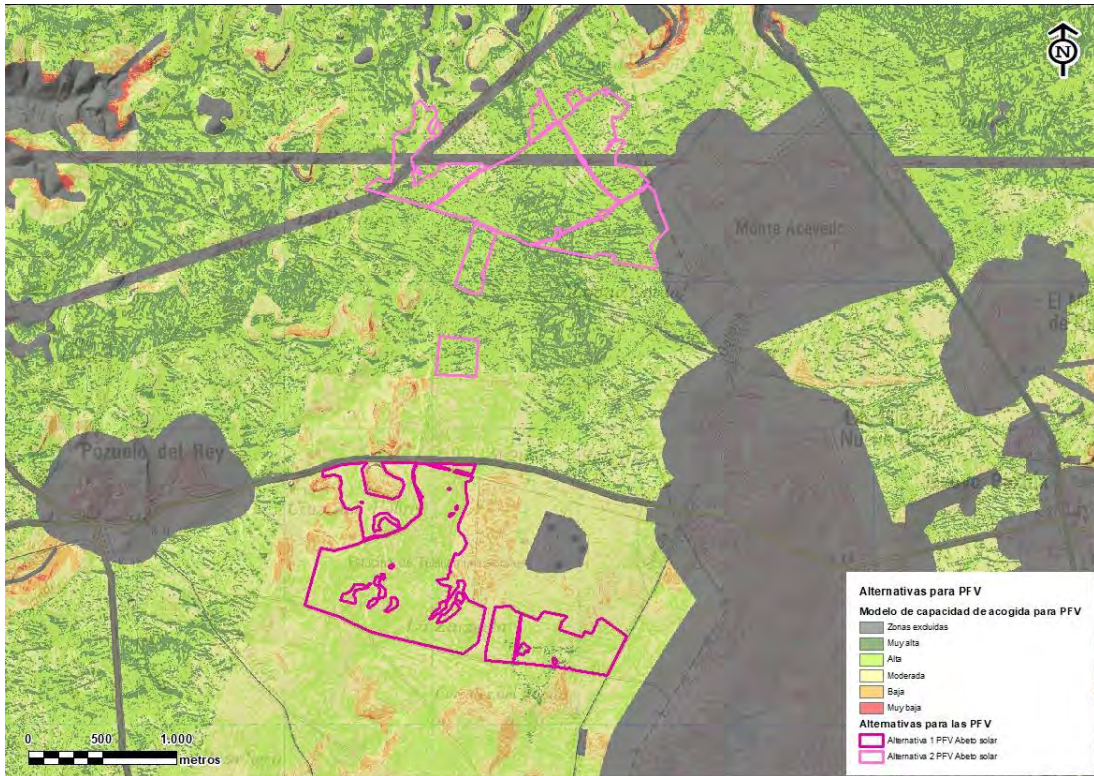 N
Monte Acevedo
Pozuelo del Rey
Alternativas para PFV
Modelo de capacidad de acogida para PFV
Zonas excluidas
Muy alta
Alta
Moderada
Baja
Muy baja
Alternativas para las PFV
Alternativa 1 PFV Abeto solar
Alternativa 2 PFV Abeto solar
0 500 1.000
metros